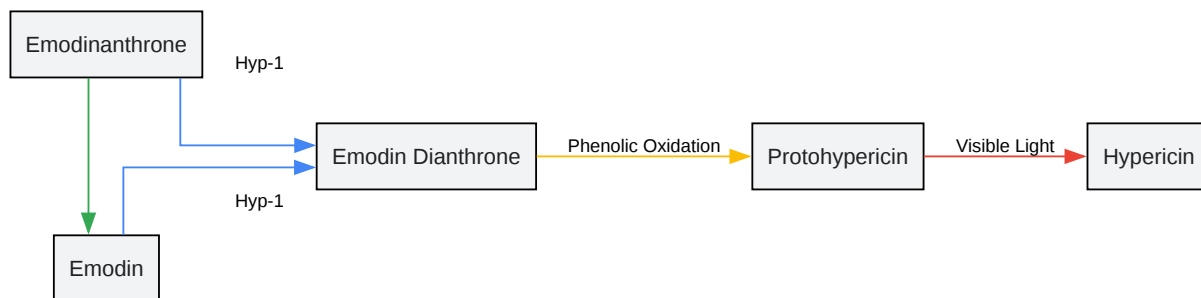 Emodinanthrone
Hyp-1
Emodin Dianthrone
Phenolic Oxidation
Protohypericin
Visible Light
Hypericin
Hyp-1
Emodin